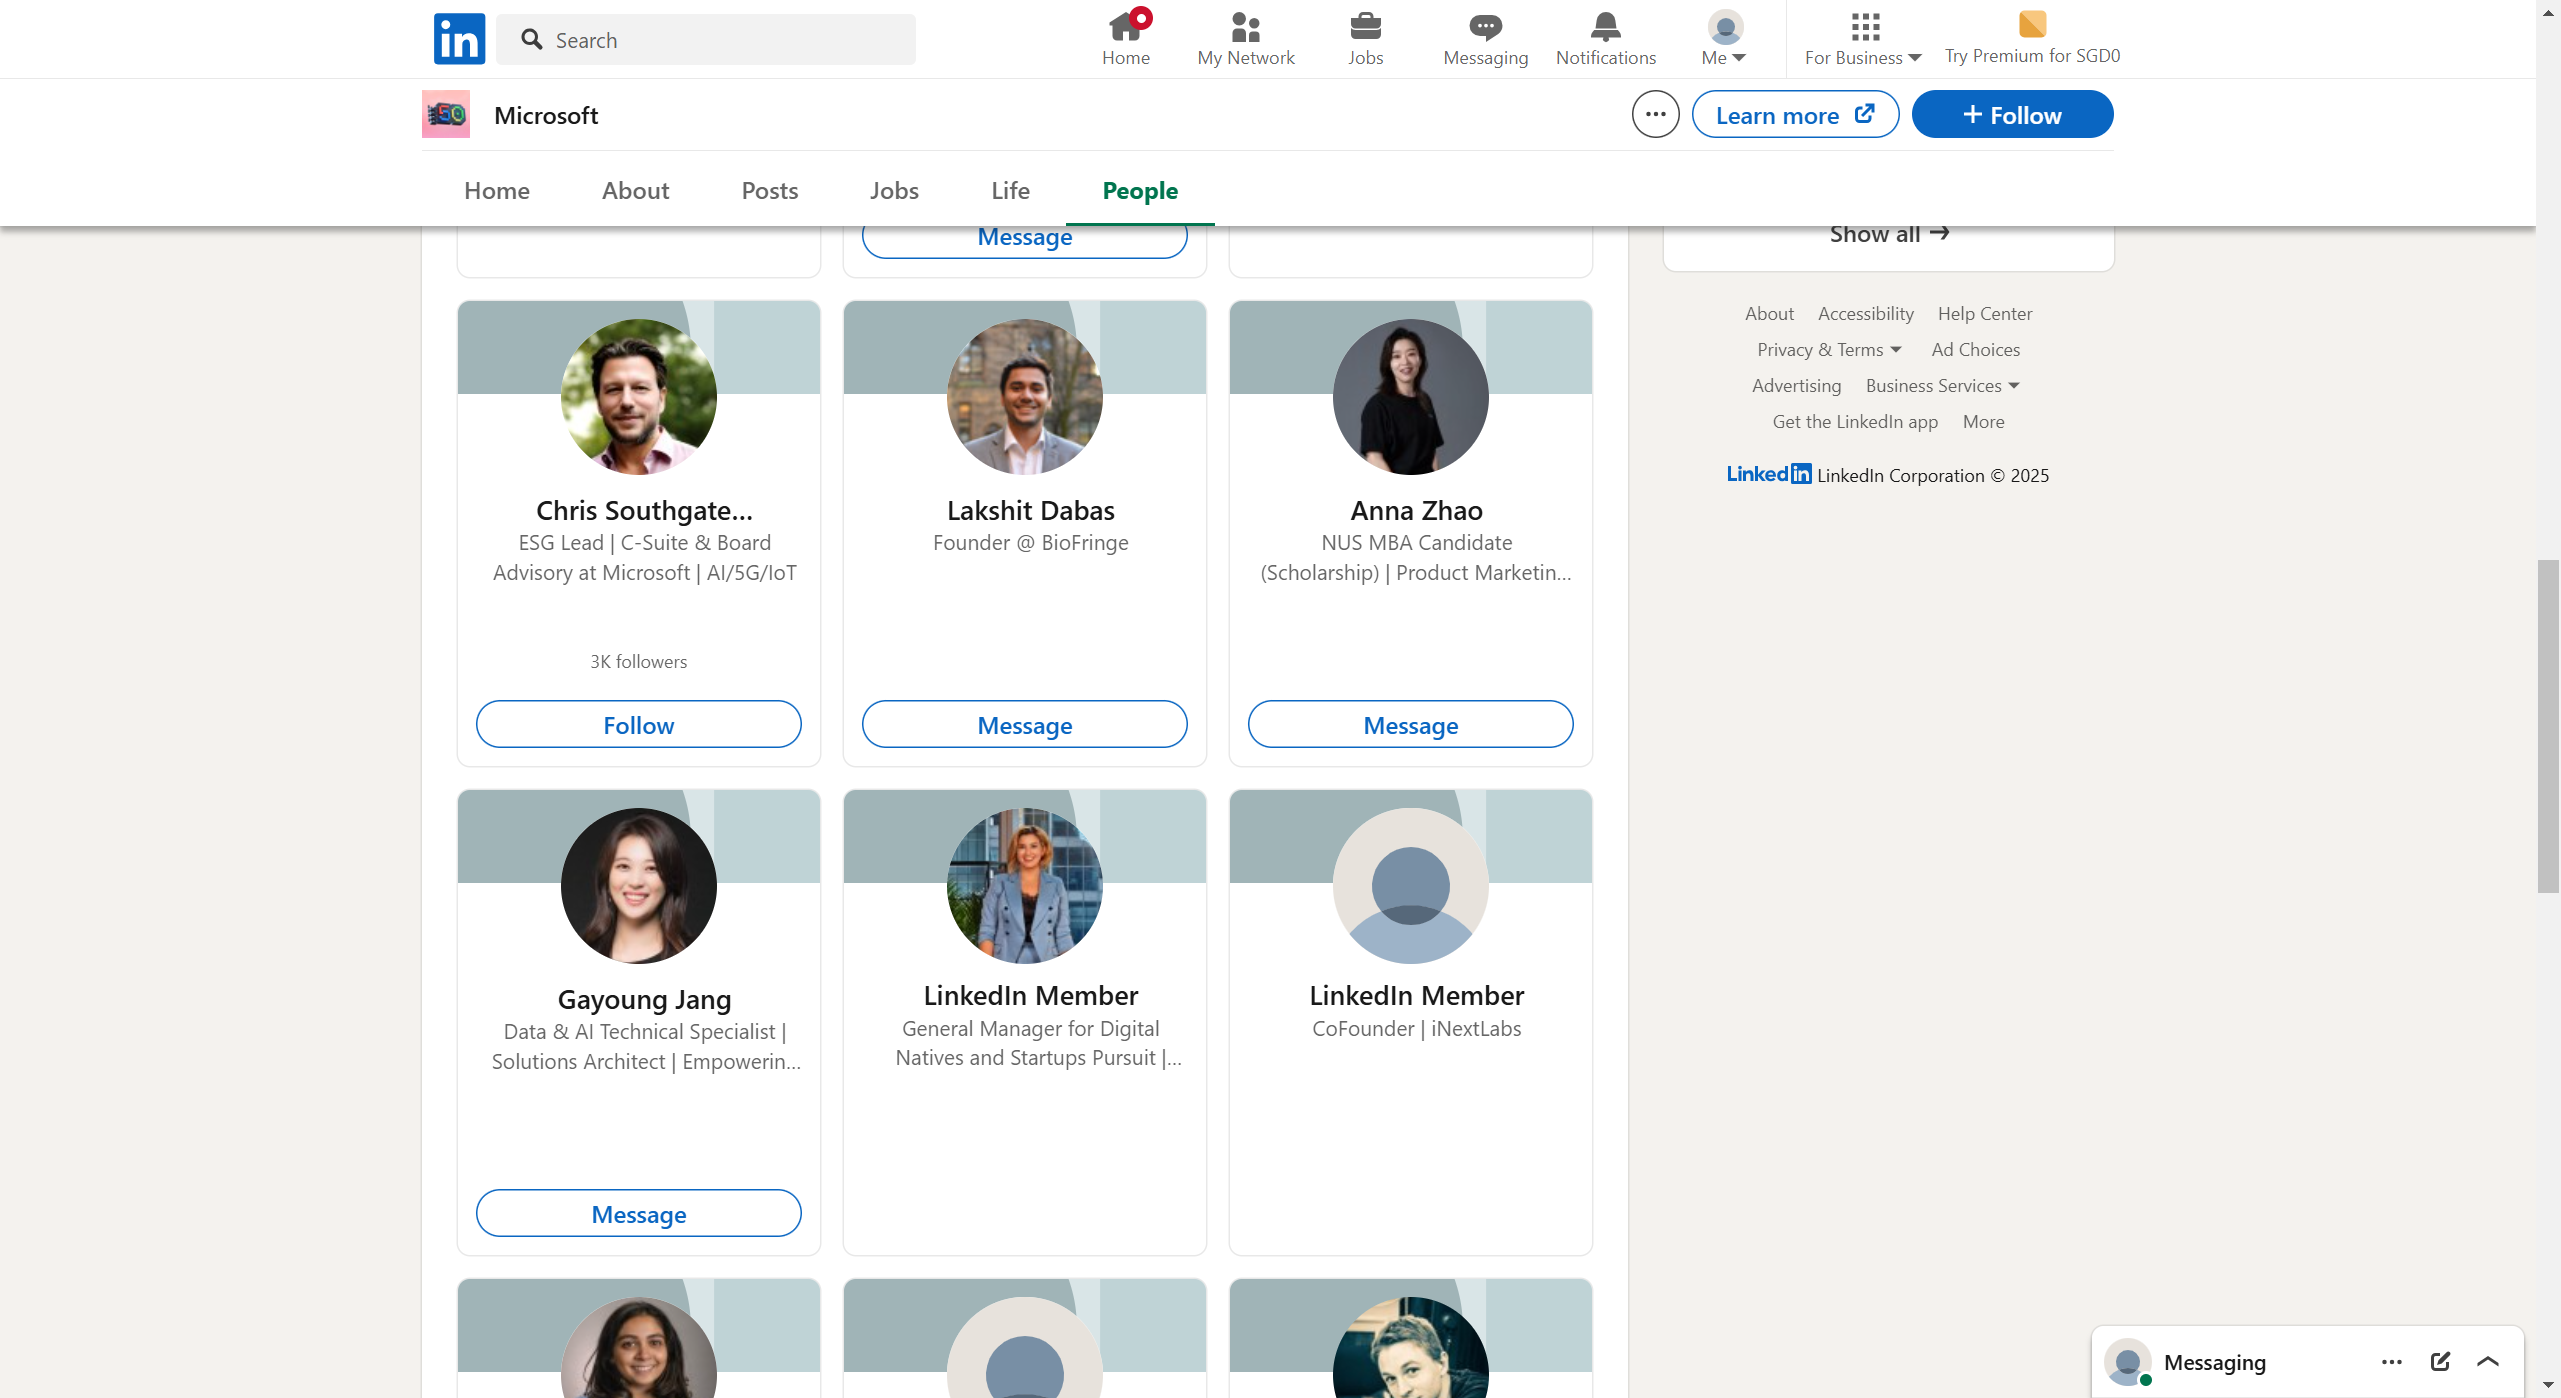 in
Search
Home
My Network
Jobs
Messaging
Notifications
Me
For Business
Try Premium for SGD0
50
Microsoft
Learn more
+ Follow
Home
About
Posts
Jobs
Life
People
Message
Show all →
Chris Southgate...
ESG Lead | C-Suite & Board
Advisory at Microsoft | AI/5G/IoT
3K followers
Follow
Lakshit Dabas
Founder @ BioFringe
Message
Anna Zhao
NUS MBA Candidate
(Scholarship) | Product Marketin...
Message
About Accessibility Help Center
Privacy & Terms Ad Choices
Advertising Business Services
Get the LinkedIn app More
LinkedIn LinkedIn Corporation © 2025
Gayoung Jang
Data & AI Technical Specialist |
Solutions Architect | Empowerin...
Message
LinkedIn Member
General Manager for Digital
Natives and Startups Pursuit |...
LinkedIn Member
CoFounder | iNextLabs
Messaging